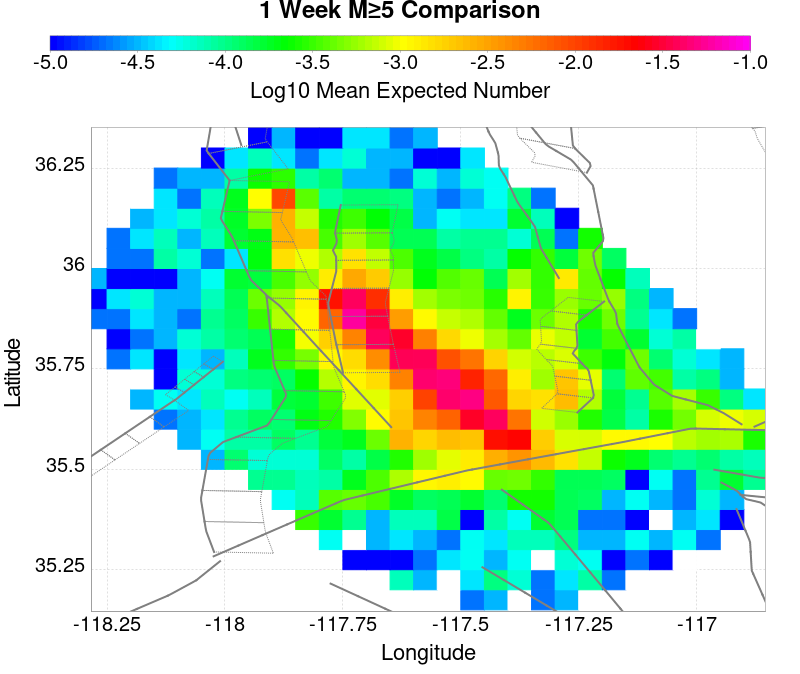 1 Week M≥5 Comparison
-5.0 -4.5 -4.0 -3.5 -3.0 -2.5 -2.0 -1.5 -1.0
Log10 Mean Expected Number
36.25
36
35.75
35.5
35.25
Latitude
-118.25 -118 -117.75 -117.5 -117.25 -117
Longitude